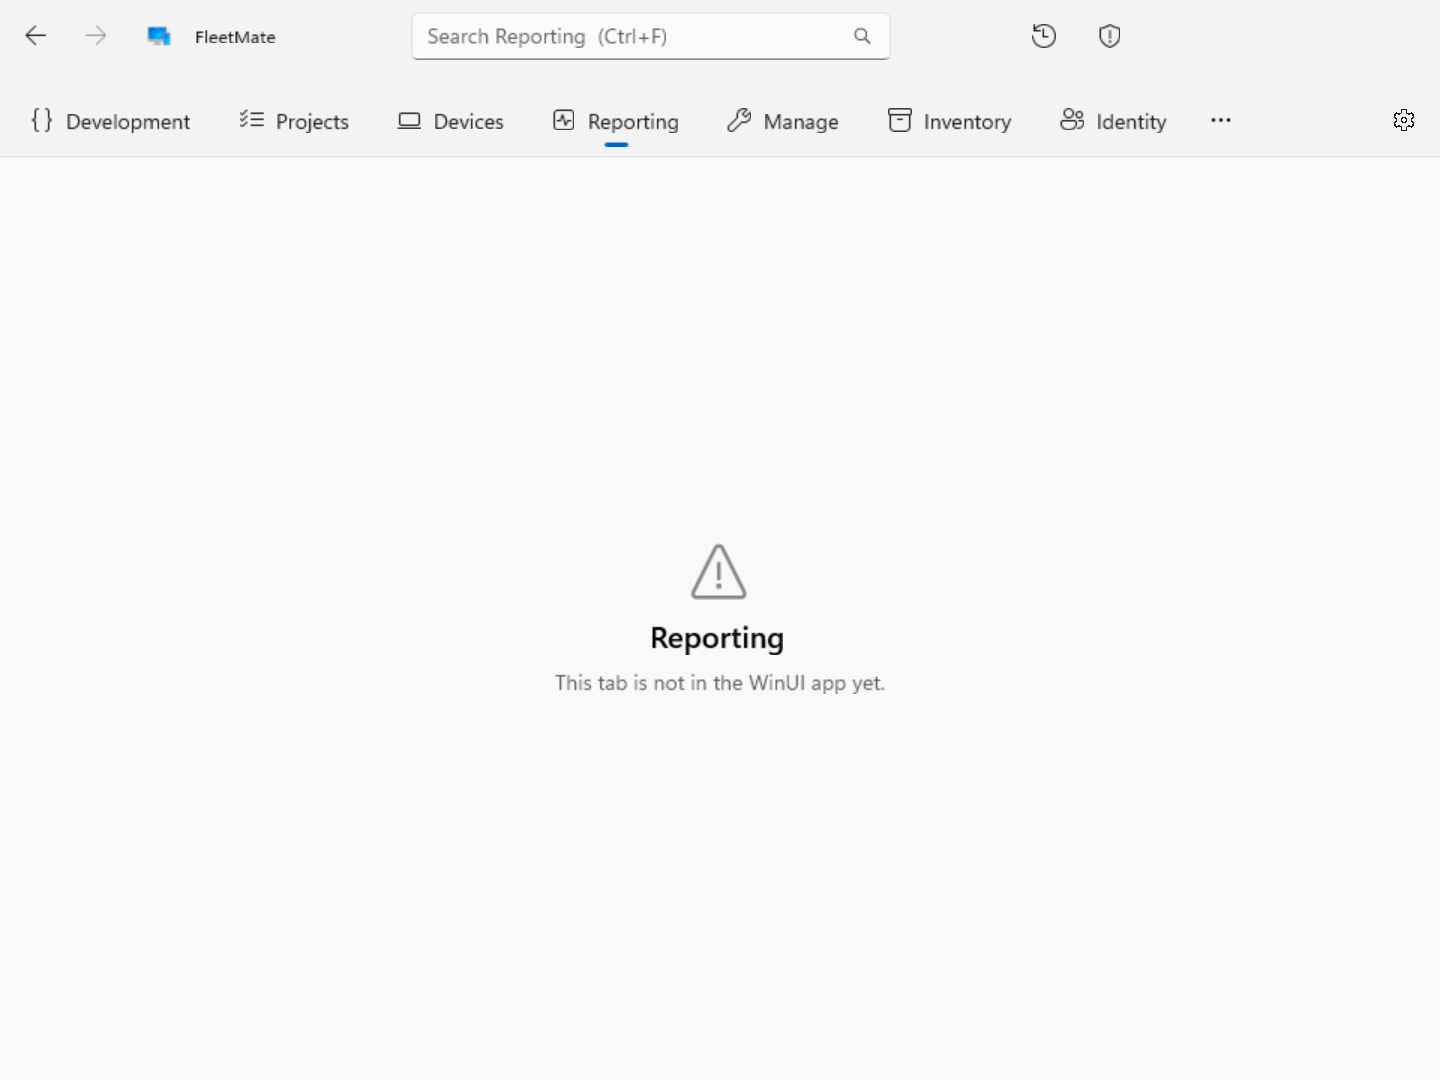 FleetMate
Search Reporting (Ctrl+F)
Development
Projects
Devices
Reporting
Manage
Inventory
Identity
Reporting
This tab is not in the WinUI app yet.